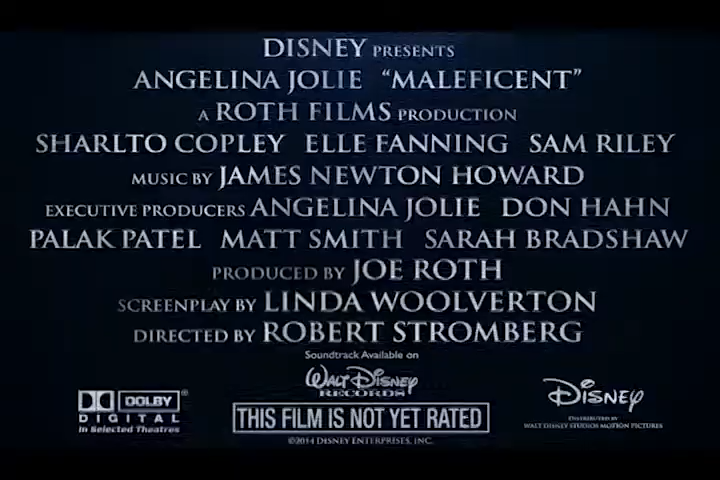 DISNEY PRESENTS
ANGELINA JOLIE "MALEFICENT"
A ROTH FILMS PRODUCTION
SHARLTO COPLEY ELLE FANNING SAM RILEY
MUSIC BY JAMES NEWTON HOWARD
EXECUTIVE PRODUCERS ANGELINA JOLIE DON HAHN
PALAK PATEL MATT SMITH SARAH BRADSHAW
PRODUCED BY JOE ROTH
SCREENPLAY BY LINDA WOOLVERTON
DIRECTED BY ROBERT STROMBERG
Soundtrack Available on
WALT DISNEY
RECORDS
DOLBY®
DIGITAL
In Selected Theatres
THIS FILM IS NOT YET RATED
©2014 DISNEY ENTERPRISES, INC.
DISNEY
DISTRIBUTED BY
WALT DISNEY STUDIOS MOTION PICTURES